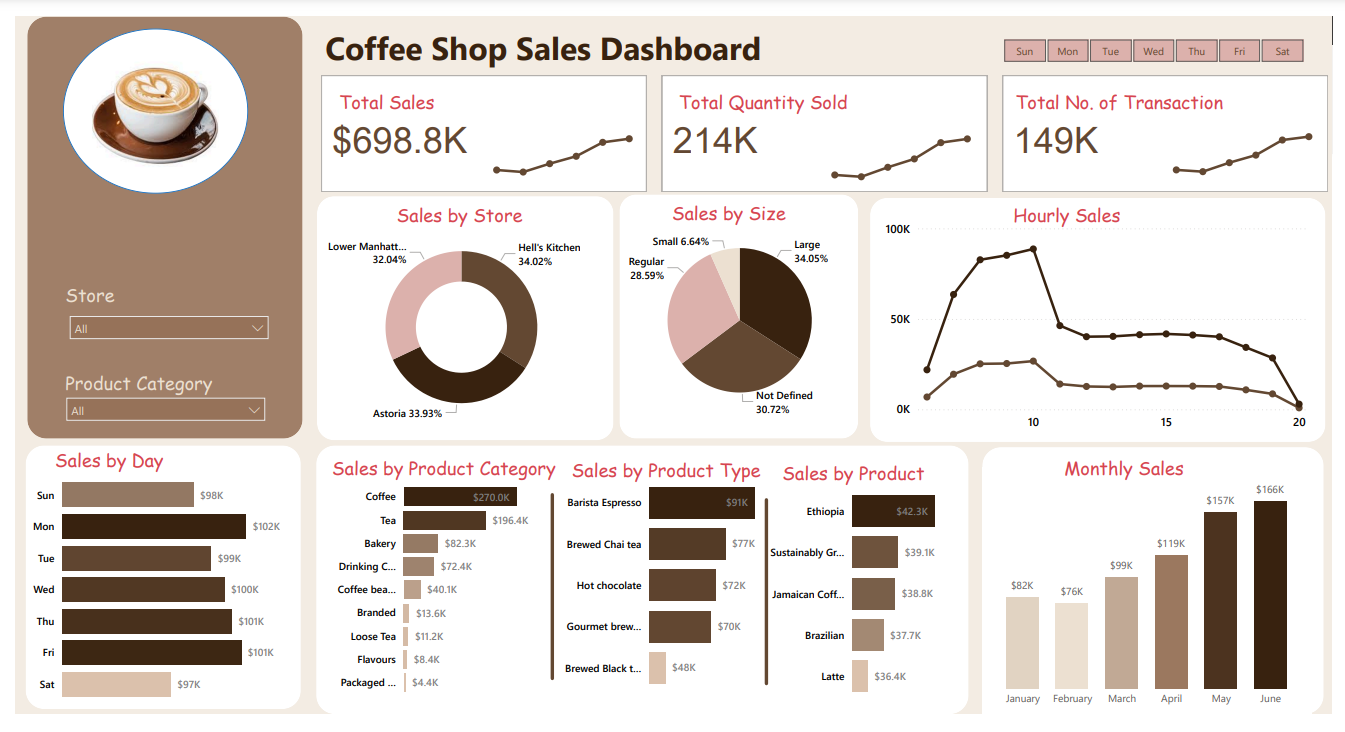 Coffee Shop Sales Dashboard
Sun Mon Tue Wed Thu Fri Sat
Total Sales
$698.8K
Total Quantity Sold
214K
Total No. of Transaction
149K
Store
All
Product Category
All
Sales by Store
Lower Manhatt...
32.04%
Hell's Kitchen
34.02%
Astoria 33.93%
Sales by Size
Small 6.64%
Large
34.05%
Regular
28.59%
Not Defined
30.72%
Hourly Sales
100K
50K
0K
10 15 20
Sales by Day
Sun $98K
Mon $102K
Tue $99K
Wed $100K
Thu $101K
Fri $101K
Sat $97K
Sales by Product Category
Coffee $270.0K
Tea $196.4K
Bakery $82.3K
Drinking C... $72.4K
Coffee bea... $40.1K
Branded $13.6K
Loose Tea $11.2K
Flavours $8.4K
Packaged ... $4.4K
Sales by Product Type
Barista Espresso $91K
Brewed Chai tea $77K
Hot chocolate $72K
Gourmet brew... $70K
Brewed Black t... $48K
Sales by Product
Ethiopia $42.3K
Sustainably Gr... $39.1K
Jamaican Coff... $38.8K
Brazilian $37.7K
Latte $36.4K
Monthly Sales
$82K $76K $99K $119K $157K $166K
January February March April May June